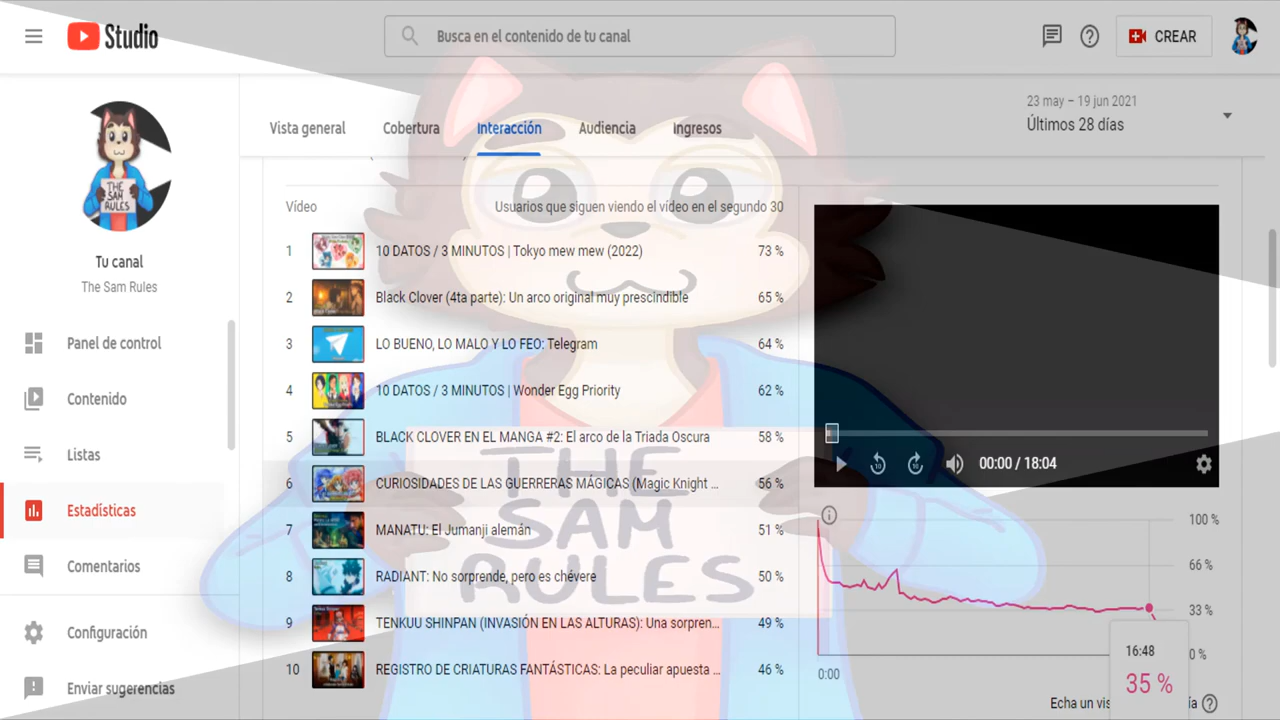 Studio
Busca en el contenido de tu canal
CREAR
Tu canal
The Sam Rules
Panel de control
Contenido
Listas
Estadísticas
Comentarios
Configuración
Enviar sugerencias
Vista general
Cobertura
Interacción
Audiencia
Ingresos
23 may – 19 jun 2021
Últimos 28 días
Vídeo
Usuarios que siguen viendo el vídeo en el segundo 30
1 10 DATOS / 3 MINUTOS | Tokyo mew mew (2022) 73 %
2 Black Clover (4ta parte): Un arco original muy prescindible 65 %
3 LO BUENO, LO MALO Y LO FEO: Telegram 64 %
4 10 DATOS / 3 MINUTOS | Wonder Egg Priority 62 %
5 BLACK CLOVER EN EL MANGA #2: El arco de la Triada Oscura 58 %
6 CURIOSIDADES DE LAS GUERRERAS MÁGICAS (Magic Knight ... 56 %
7 MANATU: El Jumanji alemán 51 %
8 RADIANT: No sorprende, pero es chévere 50 %
9 TENKUU SHINPAN (INVASIÓN EN LAS ALTURAS): Una sorpren... 49 %
10 REGISTRO DE CRIATURAS FANTÁSTICAS: La peculiar apuesta ... 46 %
00:00 / 18:04
100 %
66 %
33 %
0 %
0:00
16:48
35 %
Echa un vis
ía
THE
SAM
RULES
THE
SAM
RULES